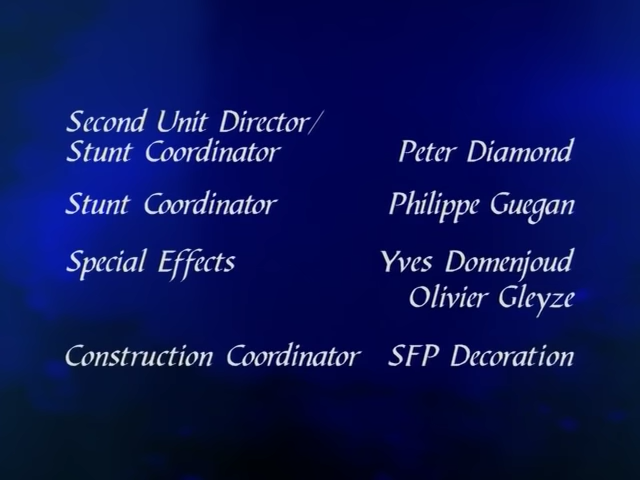 Second Unit Director/
Stunt Coordinator Peter Diamond
Stunt Coordinator Philippe Guegan
Special Effects Yves Domenjoud
Olivier Gleyze
Construction Coordinator SFP Decoration